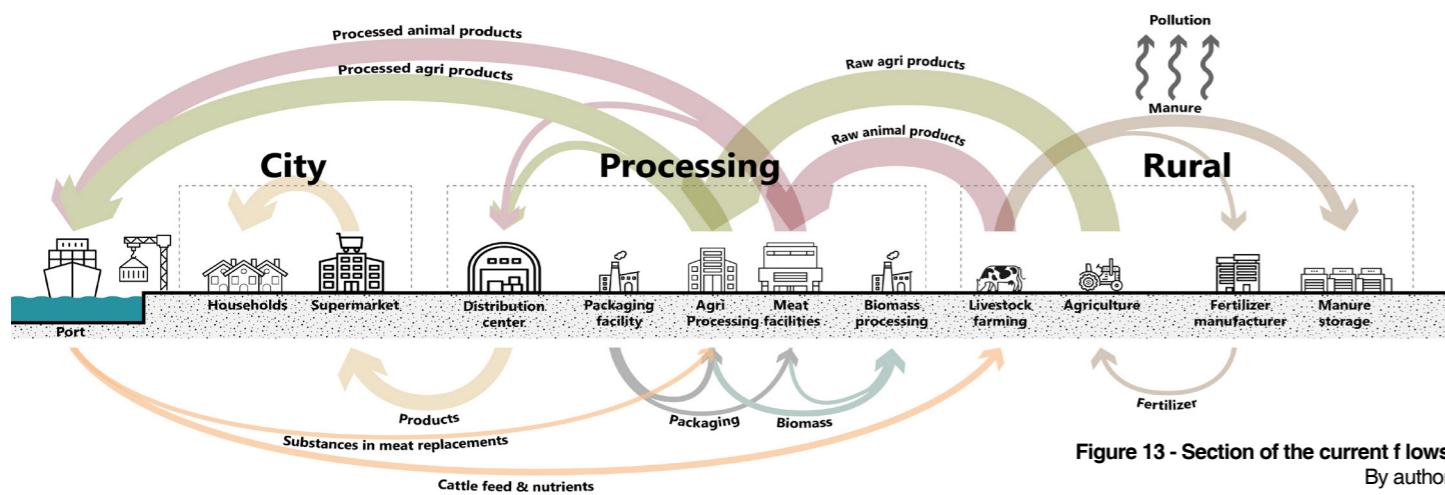 Pollution
Processed animal products
Processed agri products
Raw agri products
Manure
Raw animal products
City
Processing
Rural
Households
Supermarket
Distribution
center
Packaging
facility
Agri
Processing
Meat
facilities
Biomass
processing
Livestock
farming
Agriculture
Fertilizer
manufacturer
Manure
storage
Port
Products
Packaging
Biomass
Fertilizer
Substances in meat replacements
Cattle feed & nutrients
Figure 13 - Section of the current f lows
By author